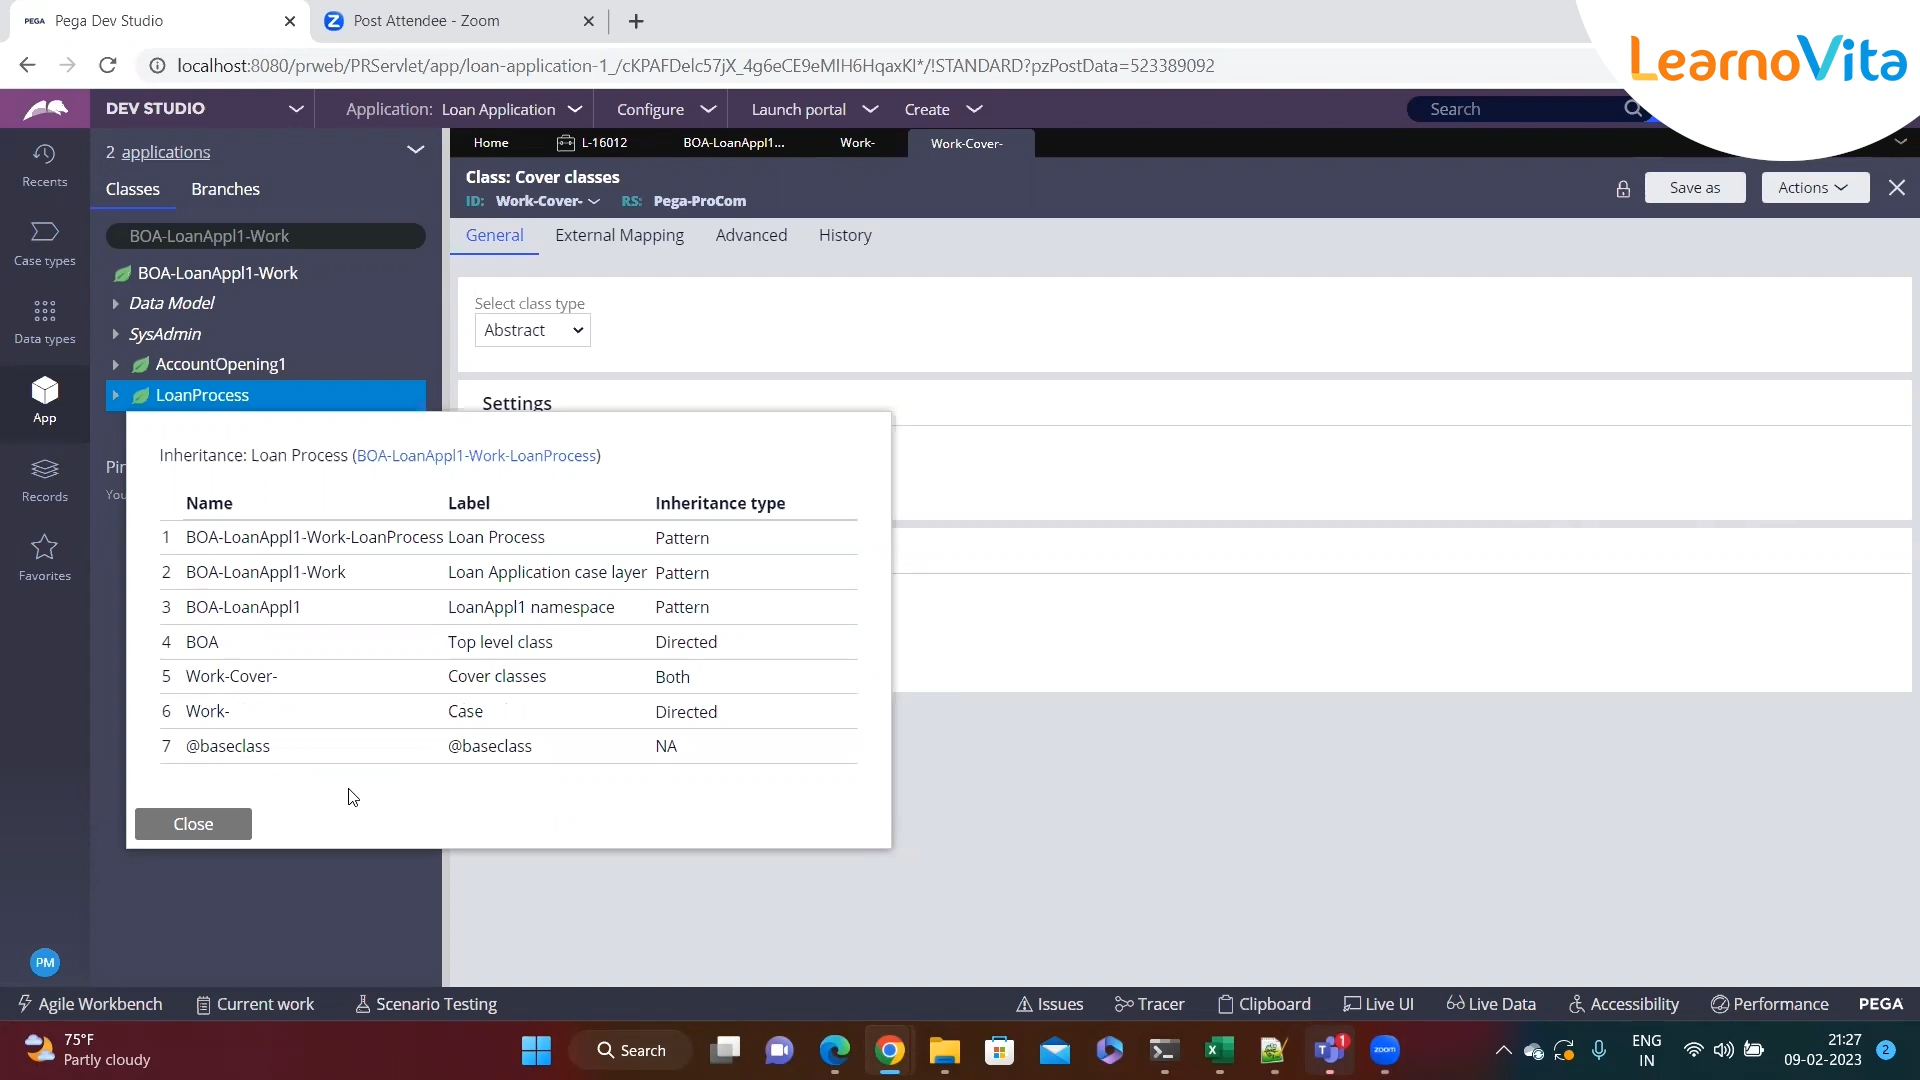 PEGA Pega Dev Studio
Post Attendee - Zoom
LearnoVita
localhost:8080/prweb/PRServlet/app/loan-application-1_/cKPAFDelc57jX_4g6eCE9eMIH6HqaxKl*/!STANDARD?pzPostData=523389092
DEV STUDIO Application: Loan Application Configure Launch portal Create Search
2 applications
Home L-16012 BOA-LoanAppl1... Work- Work-Cover-
Recents
Classes Branches
Class: Cover classes
ID: Work-Cover- RS: Pega-ProCom
Save as Actions
BOA-LoanAppl1-Work
General External Mapping Advanced History
Case types
BOA-LoanAppl1-Work
Data Model
Select class type
Abstract
SysAdmin
Data types
AccountOpening1
LoanProcess
Settings
App
Inheritance: Loan Process (BOA-LoanAppl1-Work-LoanProcess)
Pin
You
Records
Name Label Inheritance type
1 BOA-LoanAppl1-Work-LoanProcess Loan Process Pattern
2 BOA-LoanAppl1-Work Loan Application case layer Pattern
Favorites
3 BOA-LoanAppl1 LoanAppl1 namespace Pattern
4 BOA Top level class Directed
5 Work-Cover- Cover classes Both
6 Work- Case Directed
7 @baseclass @baseclass NA
Close
PM
Agile Workbench Current work Scenario Testing Issues Tracer Clipboard Live UI Live Data Accessibility Performance PEGA
75°F
Partly cloudy
Search
1
zoom
ENG
IN
21:27
09-02-2023
2